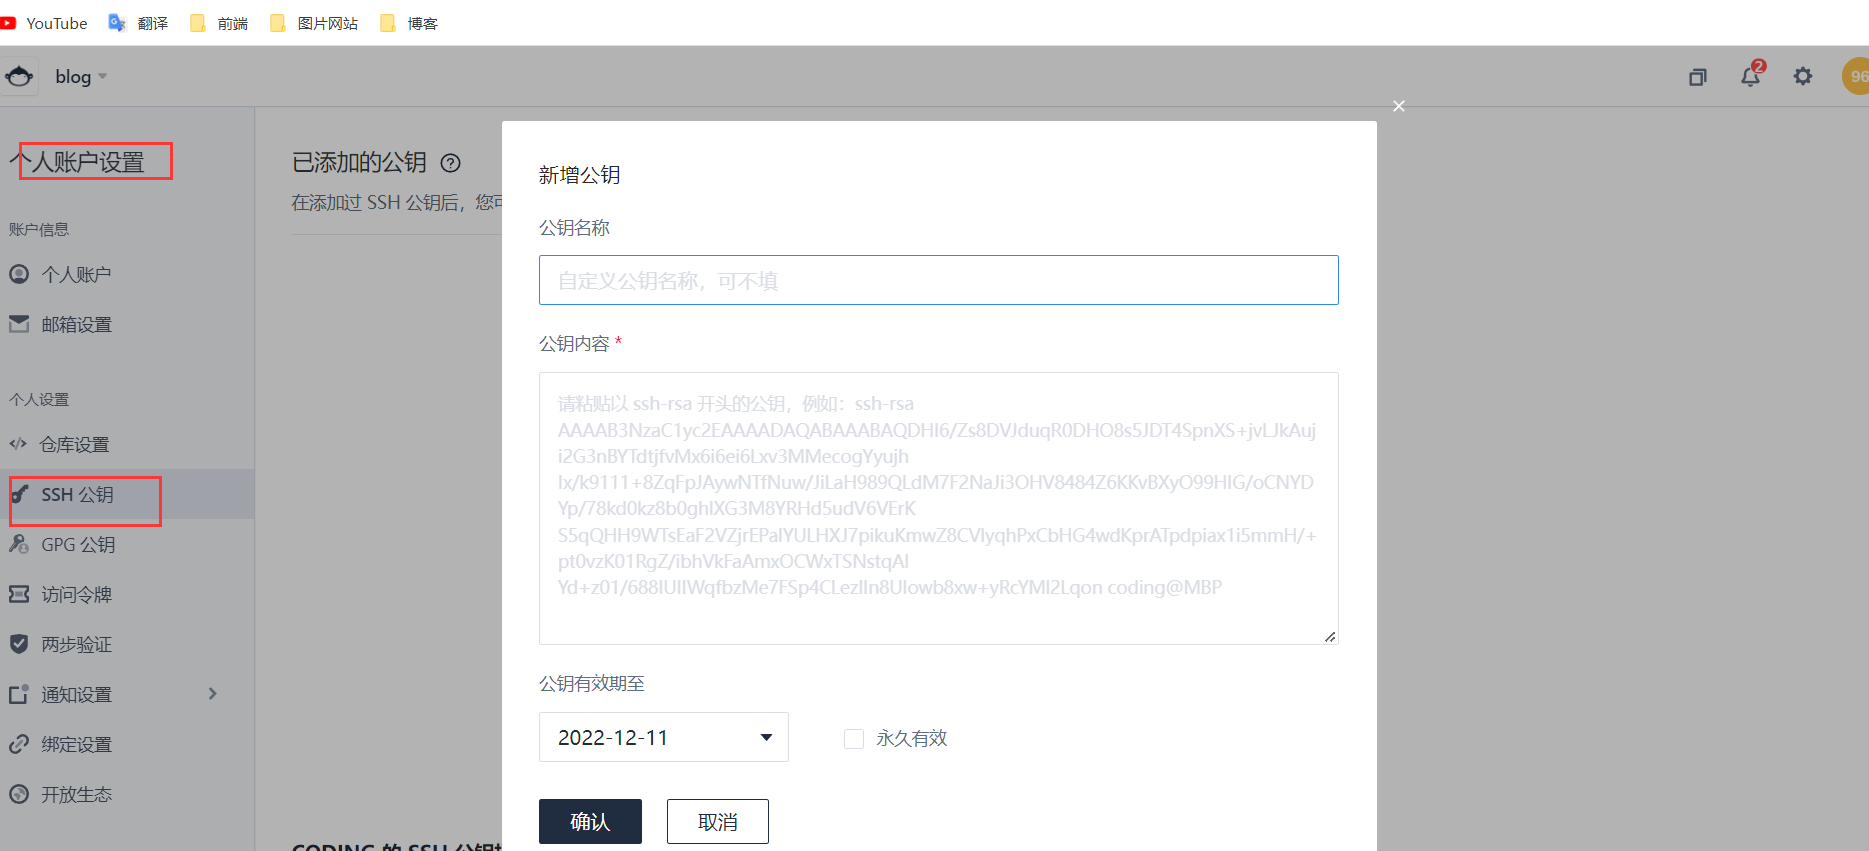 YouTube 翻译 前端 图片网站 博客
blog
2
96
个人账户设置
账户信息
个人账户
邮箱设置
个人设置
仓库设置
SSH 公钥
GPG 公钥
访问令牌
两步验证
通知设置
绑定设置
开放生态
已添加的公钥
在添加过 SSH 公钥后，您可
新增公钥
公钥名称
自定义公钥名称，可不填
公钥内容 *
请粘贴以 ssh-rsa 开头的公钥，例如：ssh-rsa
AAAAB3NzaC1yc2EAAAADAQABAAABAQDHI6/Zs8DVJduqR0DHO8s5JDT4SpnXS+jvLJkAuj
i2G3nBYTdtjfvMx6i6ei6Lxv3MMecogYyujh
lx/k9111+8ZqFpJAywNTfNuw/JiLaH989QLdM7F2NaJi3OHV8484Z6KKvBXyO99HIG/oCNYD
Yp/78kd0kz8b0ghlXG3M8YRHd5udV6VErK
S5qQHH9WTsEaF2VZjrEPalYULHXJ7pikuKmwZ8CVlyqhPxCbHG4wdKprATpdpiax1i5mmH/+
pt0vzK01RgZ/ibhVkFaAmxOCWxTSNstqAl
Yd+z01/688IUIIWqfbzMe7FSp4CLezlIn8UIowb8xw+yRcYMl2Lqon coding@MBP
公钥有效期至
2022-12-11
永久有效
确认 取消
CODING 的 SSH 公钥